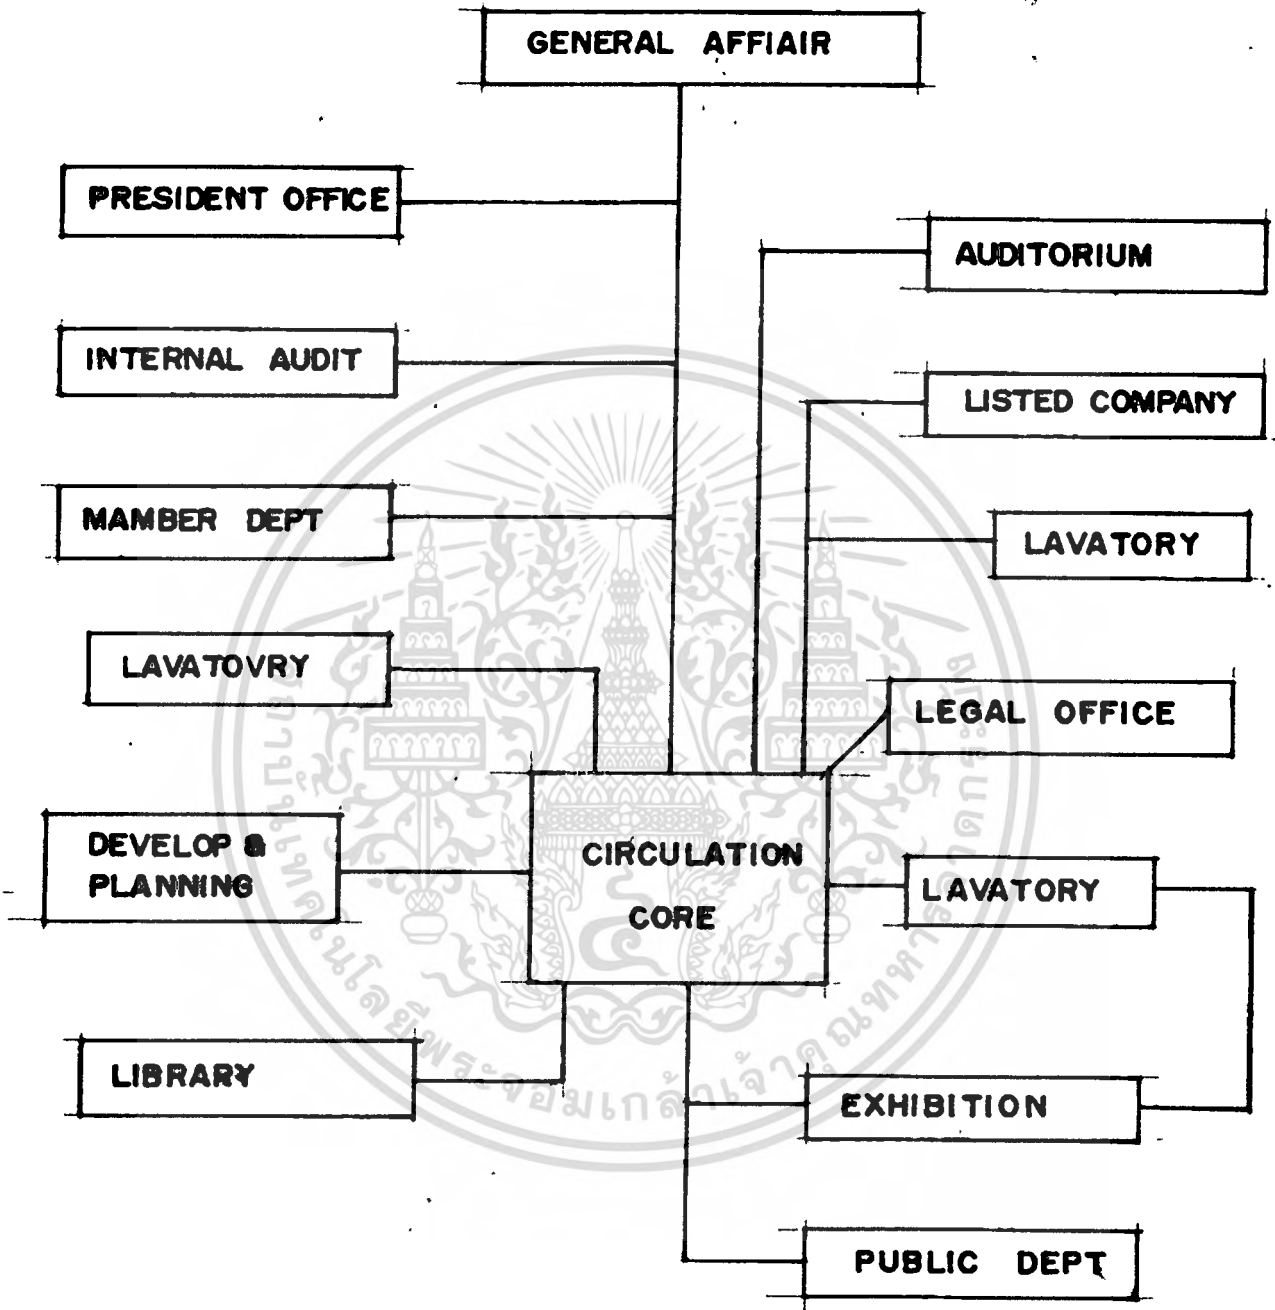 GENERAL AFFIAIR
PRESIDENT OFFICE
AUDITORIUM
INTERNAL AUDIT
LISTED COMPANY
MAMBER DEPT
LAVATORY
LAVATOVRY
LEGAL OFFICE
DEVELOP &
PLANNING
CIRCULATION
CORE
LAVATORY
LIBRARY
EXHIBITION
PUBLIC DEPT